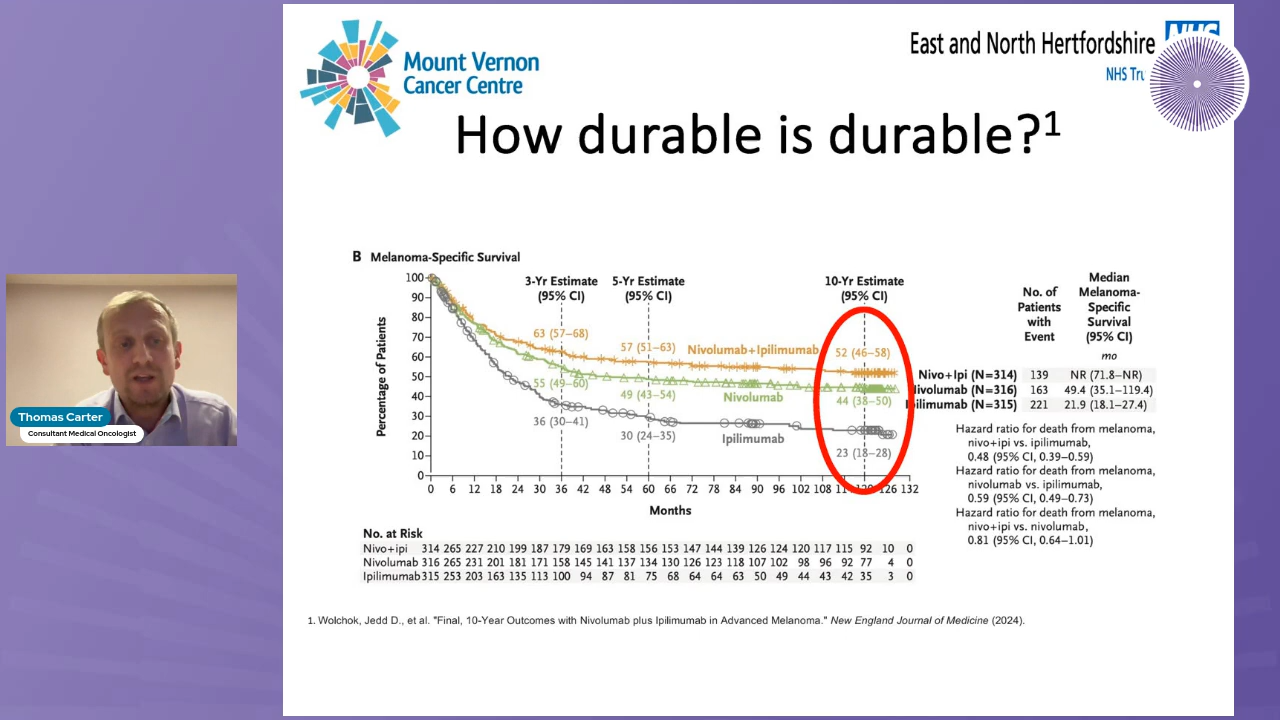 Mount Vernon
Cancer Centre
East and North Hertfordshire
NHS
NHS
How durable is durable?¹
B Melanoma-Specific Survival
Percentage of Patients
100
90
80
70
60
50
40
30
20
10
0
3-Yr Estimate
(95% CI)
5-Yr Estimate
(95% CI)
10-Yr Estimate
(95% CI)
63 (57–68)
57 (51–63)
Nivolumab+Ipilimumab
52 (46–58)
55 (49–60)
49 (43–54)
Nivolumab
44 (38–50)
36 (30–41)
30 (24–35)
Ipilimumab
23 (18–28)
0 6 12 18 24 30 36 42 48 54 60 66 72 78 84 90 96 102 108 120 126 132
Months
No. of
Patients
with
Event
Median
Melanoma-
Specific
Survival
(95% CI)
mo
Nivo+Ipi (N=314) 139 NR (71.8–NR)
Nivolumab (N=316) 163 49.4 (35.1–119.4)
Ipilimumab (N=315) 221 21.9 (18.1–27.4)
Hazard ratio for death from melanoma,
nivo+ipi vs. ipilimumab,
0.48 (95% CI, 0.39–0.59)
Hazard ratio for death from melanoma,
nivolumab vs. ipilimumab,
0.59 (95% CI, 0.49–0.73)
Hazard ratio for death from melanoma,
nivo+ipi vs. nivolumab,
0.81 (95% CI, 0.64–1.01)
No. at Risk
Nivo+ipi 314 265 227 210 199 187 179 169 163 158 156 153 147 144 139 126 124 120 117 115 92 10 0
Nivolumab 316 265 231 201 181 171 158 145 141 137 134 130 126 123 118 107 102 98 96 92 77 4 0
Ipilimumab 315 253 203 163 135 113 100 94 87 81 75 68 64 64 63 50 49 44 43 42 35 3 0
1. Wolchok, Jedd D., et al. "Final, 10-Year Outcomes with Nivolumab plus Ipilimumab in Advanced Melanoma." New England Journal of Medicine (2024).
Thomas Carter
Consultant Medical Oncologist